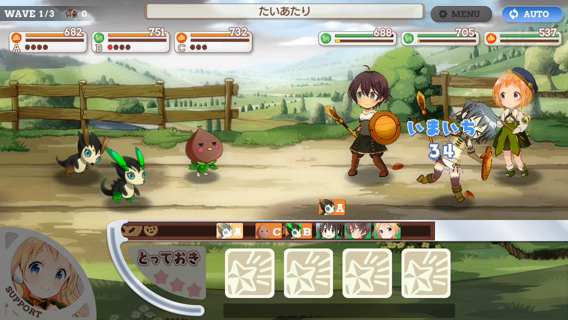 WAVE 1/3 0
たいあたり
MENU
AUTO
682
A
751
B
732
C
688
705
537
いまいち
34
A
A C B
とっておき
SUPPORT